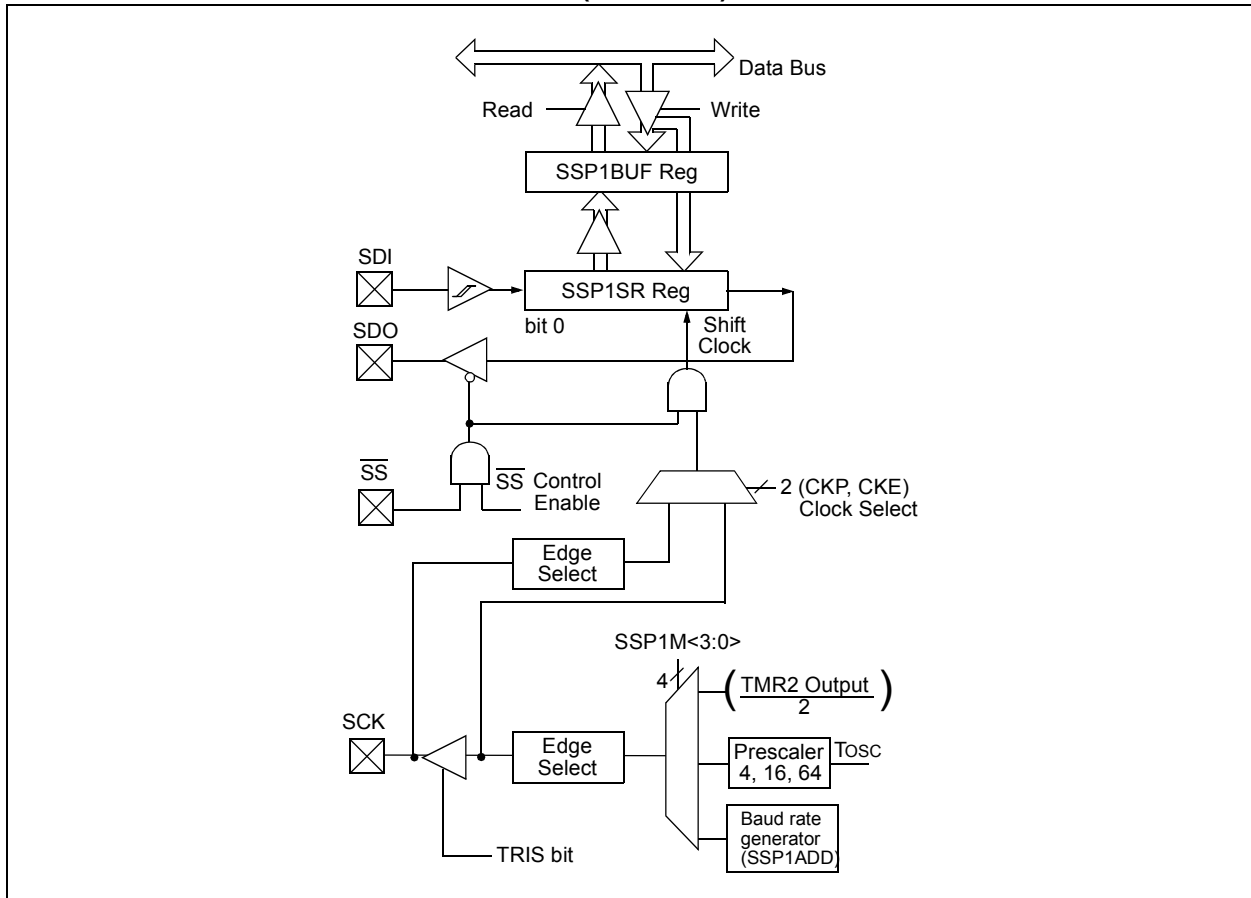 Data Bus
Read
Write
SSP1BUF Reg
SDI
SSP1SR Reg
bit 0
Shift
Clock
SDO
SS
SS Control
Enable
2 (CKP, CKE)
Clock Select
Edge
Select
SSP1M<3:0>
4
( TMR2 Output )
2
SCK
Edge
Select
Prescaler
4, 16, 64
TOSC
Baud rate
generator
(SSP1ADD)
TRIS bit